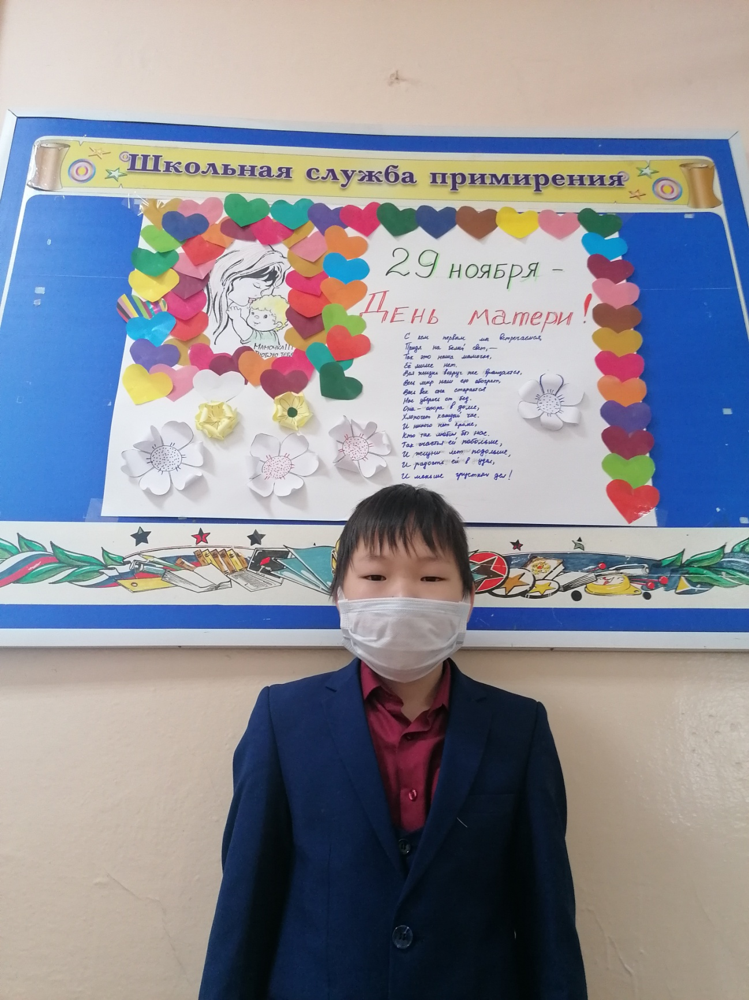 Школьная служба примирения
29 ноября -
День матери!
Мамочка!!!
Люблю тебя
С кем первым мы встречаемся,
Придя на белый свет, —
Так это наша мамочка,
Её милее нет.
Вся жизнь вокруг неё вращается,
Весь мир наш ею обогрет,
Весь век она старается
Нас уберечь от бед.
Она - опора в доме,
Хлопочет каждый час.
И никого нет кроме,
Кто так любил бы нас.
Так счастья ей побольше,
И жизни лет подольше,
И радость ей в удел,
И меньше грустных дел!